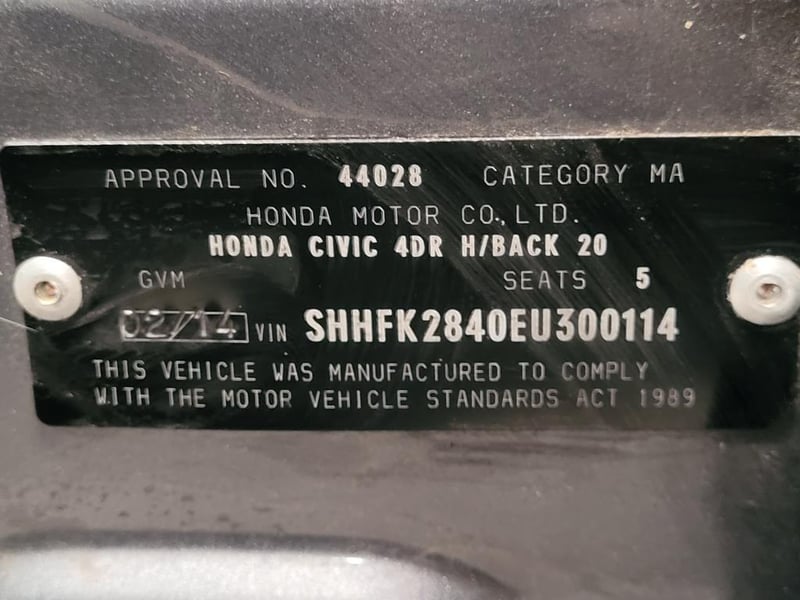 APPROVAL NO. 44028 CATEGORY MA
HONDA MOTOR CO., LTD.
HONDA CIVIC 4DR H/BACK 20
GVM SEATS 5
02/14 VIN SHHFK2840EU300114
THIS VEHICLE WAS MANUFACTURED TO COMPLY
WITH THE MOTOR VEHICLE STANDARDS ACT 1989